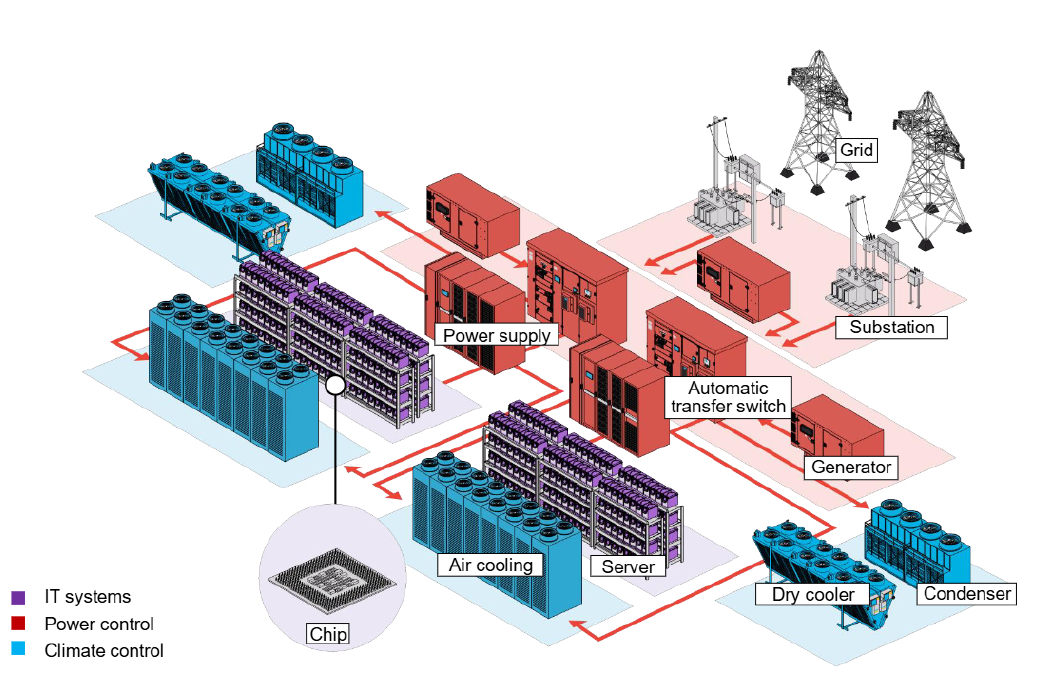 Grid
Substation
Power supply
Automatic
transfer switch
Generator
Air cooling
Server
Dry cooler
Condenser
Chip
IT systems
Power control
Climate control